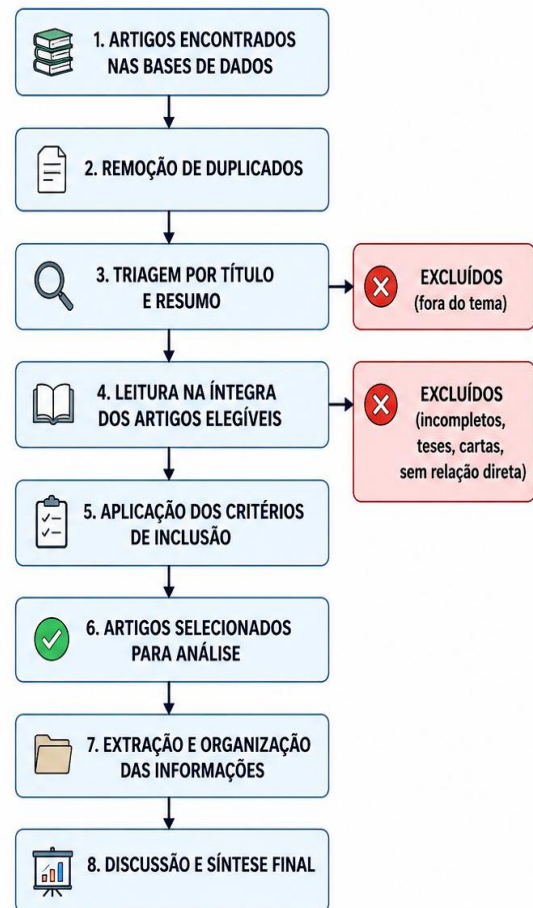 1. ARTIGOS ENCONTRADOS
NAS BASES DE DADOS
2. REMOÇÃO DE DUPLICADOS
3. TRIAGEM POR TÍTULO
E RESUMO
EXCLUÍDOS
(fora do tema)
4. LEITURA NA ÍNTEGRA
DOS ARTIGOS ELEGÍVEIS
EXCLUÍDOS
(incompletos,
teses, cartas,
sem relação direta)
5. APLICAÇÃO DOS CRITÉRIOS
DE INCLUSÃO
6. ARTIGOS SELECIONADOS
PARA ANÁLISE
7. EXTRAÇÃO E ORGANIZAÇÃO
DAS INFORMAÇÕES
8. DISCUSSÃO E SÍNTESE FINAL